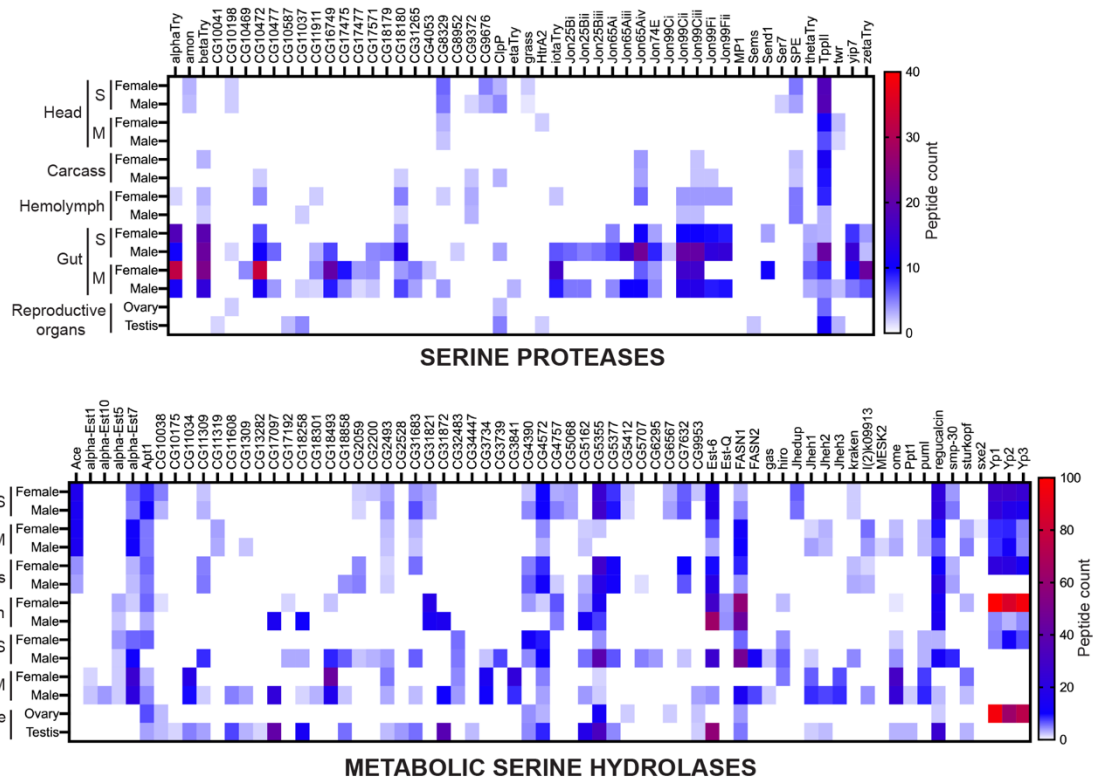 alphaTry
amon
betaTry
CG10041
CG10198
CG10469
CG10472
CG10477
CG10587
CG11037
CG11911
CG16749
CG17475
CG17477
CG17571
CG18179
CG18180
CG31265
CG4053
CG8329
CG8952
CG9372
CG9676
ClpP
etaTry
grass
HtrA2
iotaTry
Jon25Bi
Jon25Bii
Jon25Biii
Jon65Ai
Jon65Aiii
Jon65Aiv
Jon74E
Jon99Ci
Jon99Cii
Jon99Ciii
Jon99Fi
Jon99Fii
MP1
Sems
Send1
Ser7
SPE
thetaTry
TppII
twr
yip7
zetaTry
Head
S
Female
Male
M
Female
Male
Carcass
Female
Male
Hemolymph
Female
Male
Gut
S
Female
Male
M
Female
Male
Reproductive
organs
Ovary
Testis
40
30
20
10
0
Peptide count
SERINE PROTEASES
Ace
alpha-Est1
alpha-Est10
alpha-Est5
alpha-Est7
Apt1
CG10038
CG10175
CG11034
CG11309
CG11319
CG11608
CG1309
CG13282
CG17097
CG17192
CG18258
CG18301
CG18493
CG18858
CG2059
CG2200
CG2493
CG2528
CG31683
CG31821
CG31872
CG32483
CG34447
CG3734
CG3739
CG3841
CG4390
CG4572
CG4757
CG5068
CG5162
CG5355
CG5377
CG5412
CG5707
CG6295
CG6567
CG7632
CG9953
Est-6
Est-Q
FASN1
FASN2
gas
hiro
Jhedup
Jheh1
Jheh2
Jheh3
kraken
l(2)k09913
MESK2
ome
Ppt1
puml
regucalcin
smp-30
sturkopf
sxe2
Yp1
Yp2
Yp3
S
Female
Male
M
Female
Male
s
Female
Male
n
Female
Male
S
Female
Male
M
Female
Male
e
Ovary
Testis
100
80
60
40
20
0
Peptide count
METABOLIC SERINE HYDROLASES